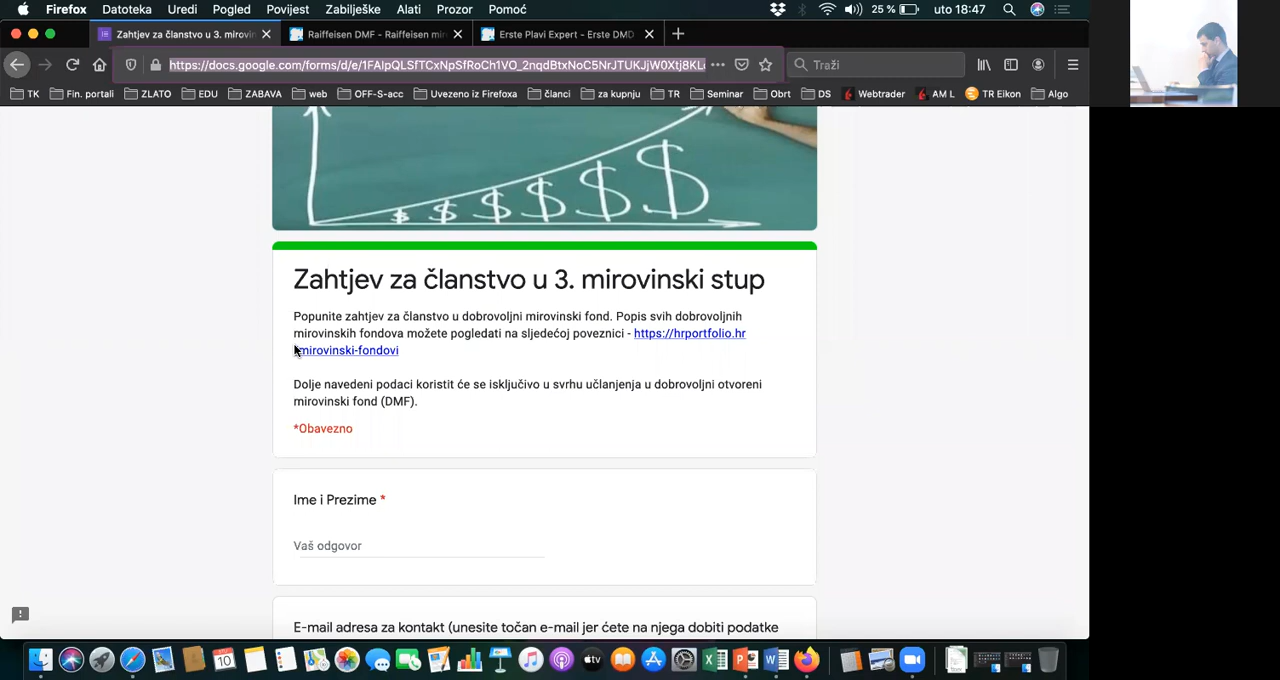 Firefox Datoteka Uredi Pogled Povijest Zabilješke Alati Prozor Pomoć 25 % uto 18:47
Zahtjev za članstvo u 3. mirovin Raiffeisen DMF - Raiffeisen mir Erste Plavi Expert - Erste DMD
https://docs.google.com/forms/d/e/1FAIpQLSfTCxNpSfRoCh1VO_2nqdBtxNoC5NrJTUKJjW0Xtj8KL Traži
TK Fin. portali ZLATO EDU ZABAVA web OFF-S-acc Uvezeno iz Firefoxa članci za kupnju TR Seminar Obrt DS Webtrader AM L TR Eikon Algo
$ $ $ $ $ $
Zahtjev za članstvo u 3. mirovinski stup
Popunite zahtjev za članstvo u dobrovoljni mirovinski fond. Popis svih dobrovoljnih
mirovinskih fondova možete pogledati na sljedećoj poveznici - https://hrportfolio.hr
/mirovinski-fondovi
Dolje navedeni podaci koristit će se isključivo u svrhu učlanjenja u dobrovoljni otvoreni
mirovinski fond (DMF).
*Obavezno
Ime i Prezime *
Vaš odgovor
E-mail adresa za kontakt (unesite točan e-mail jer ćete na njega dobiti podatke
10
tv